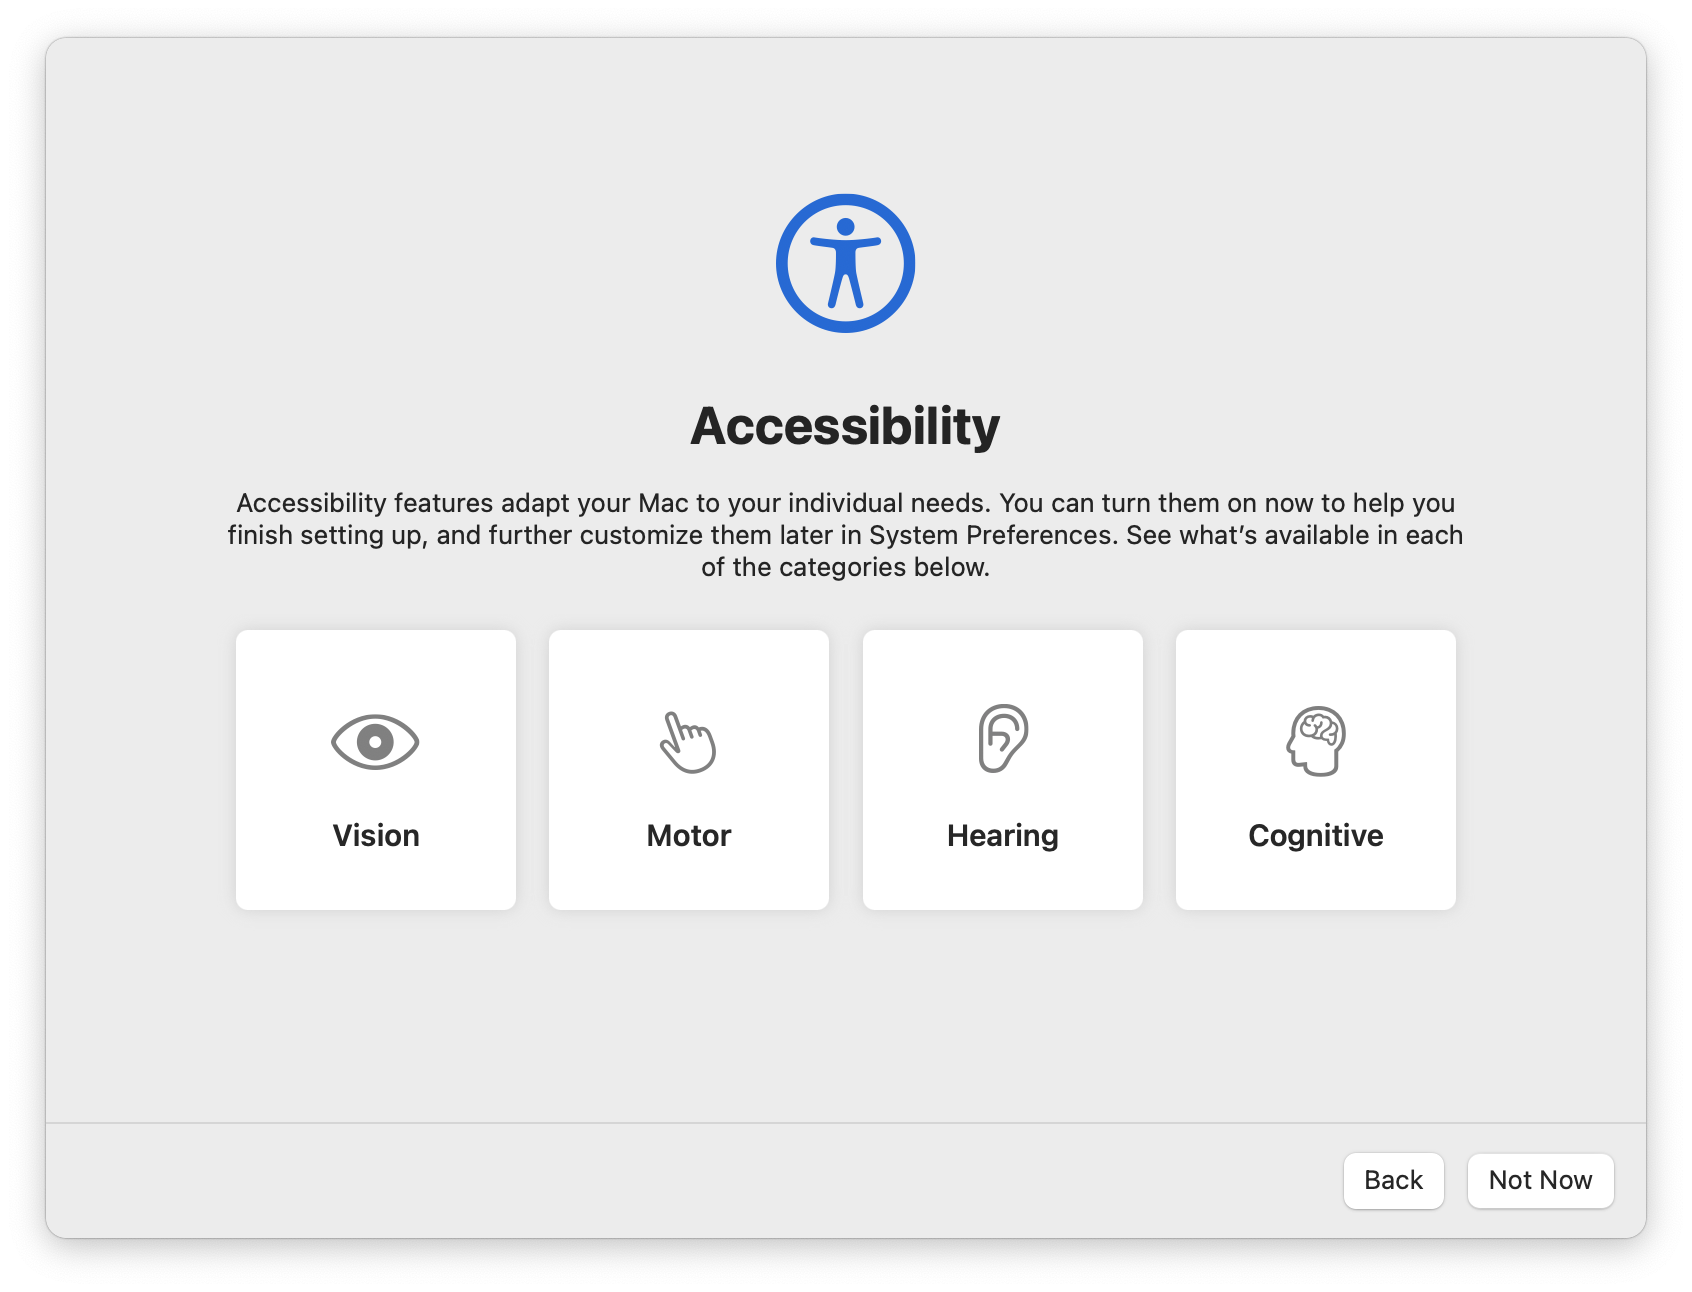 Accessibility
Accessibility features adapt your Mac to your individual needs. You can turn them on now to help you
finish setting up, and further customize them later in System Preferences. See what’s available in each
of the categories below.
Vision
Motor
Hearing
Cognitive
Back
Not Now